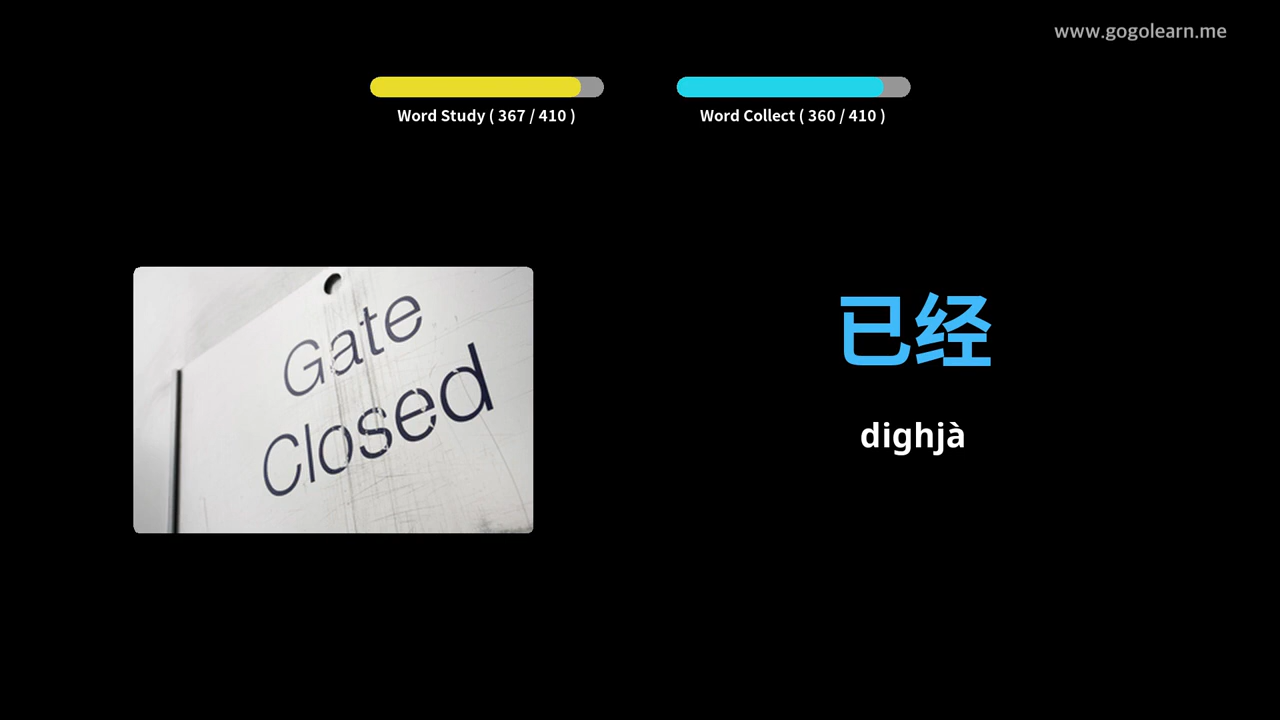 www.gogolearn.me
Word Study ( 367 / 410 )
Word Collect ( 360 / 410 )
Gate
Closed
已经
dighjà